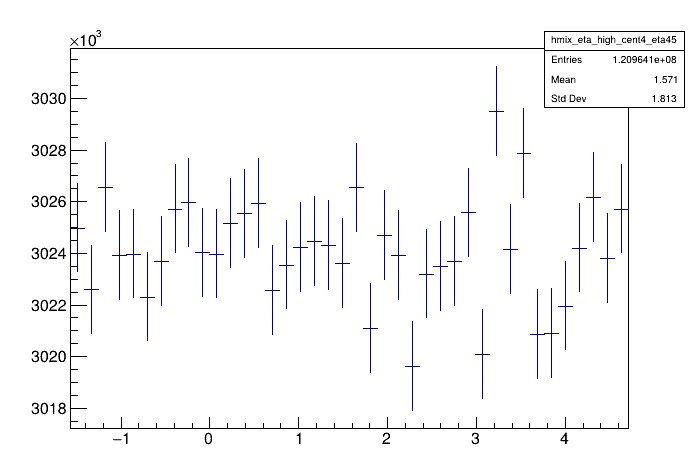 ×10³
hmix_eta_high_cent4_eta45
Entries 1.209641e+08
Mean 1.571
Std Dev 1.813
3030
3028
3026
3024
3022
3020
3018
−1 0 1 2 3 4